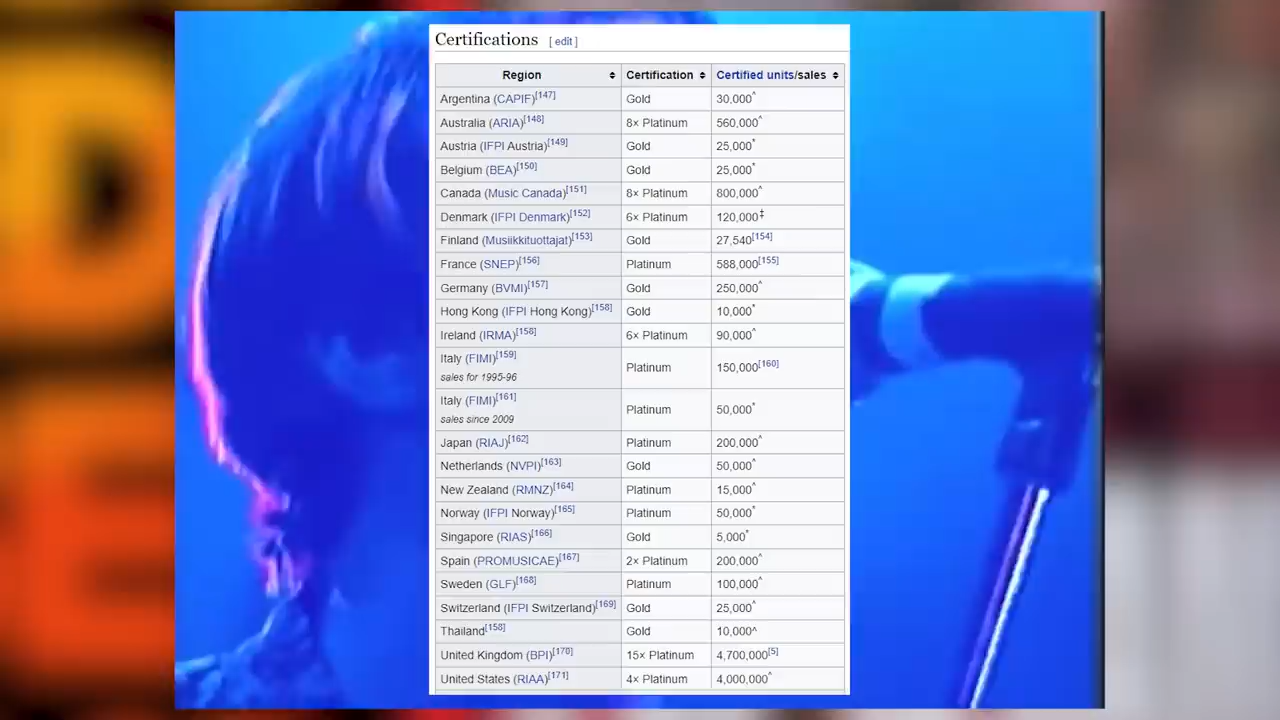 Certifications [ edit ]
Region Certification Certified units/sales
Argentina (CAPIF)[147] Gold 30,000^
Australia (ARIA)[148] 8× Platinum 560,000^
Austria (IFPI Austria)[149] Gold 25,000*
Belgium (BEA)[150] Gold 25,000*
Canada (Music Canada)[151] 8× Platinum 800,000^
Denmark (IFPI Denmark)[152] 6× Platinum 120,000‡
Finland (Musiikkituottajat)[153] Gold 27,540[154]
France (SNEP)[156] Platinum 588,000[155]
Germany (BVMI)[157] Gold 250,000^
Hong Kong (IFPI Hong Kong)[158] Gold 10,000*
Ireland (IRMA)[158] 6× Platinum 90,000^
Italy (FIMI)[159]
sales for 1995-96
Platinum 150,000[160]
Italy (FIMI)[161]
sales since 2009
Platinum 50,000*
Japan (RIAJ)[162] Platinum 200,000^
Netherlands (NVPI)[163] Gold 50,000^
New Zealand (RMNZ)[164] Platinum 15,000^
Norway (IFPI Norway)[165] Platinum 50,000*
Singapore (RIAS)[166] Gold 5,000*
Spain (PROMUSICAE)[167] 2× Platinum 200,000^
Sweden (GLF)[168] Platinum 100,000^
Switzerland (IFPI Switzerland)[169] Gold 25,000^
Thailand[158] Gold 10,000^
United Kingdom (BPI)[170] 15× Platinum 4,700,000[5]
United States (RIAA)[171] 4× Platinum 4,000,000^